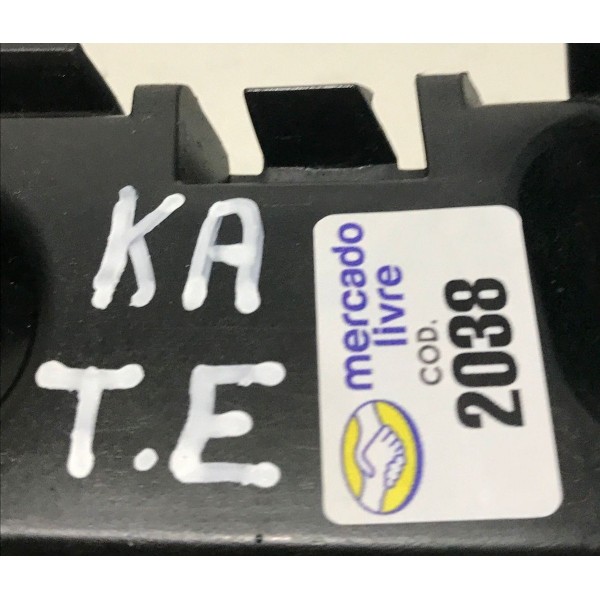 KA
T.E
mercado
livre
COD.
2038